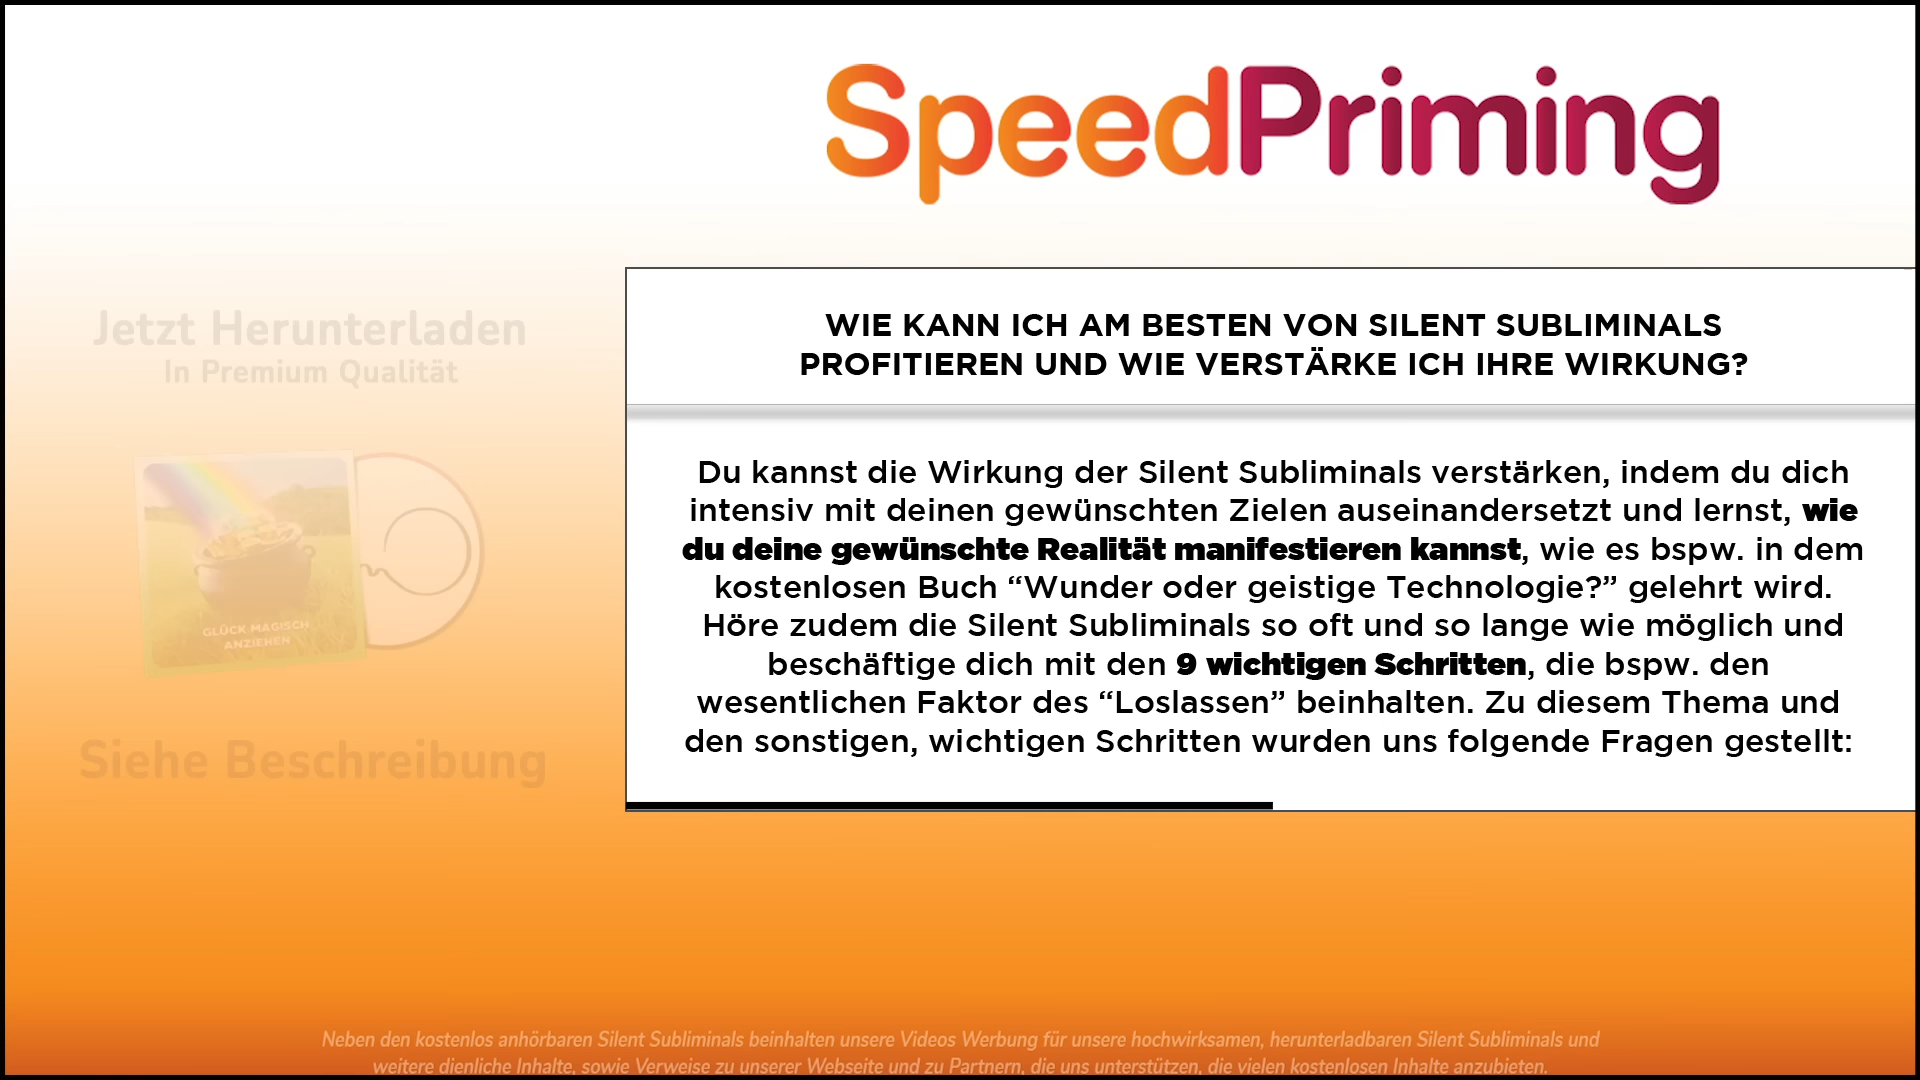 SpeedPriming
Jetzt Herunterladen
In Premium Qualität
GLÜCK MAGISCH
ANZIEHEN
Siehe Beschreibung
WIE KANN ICH AM BESTEN VON SILENT SUBLIMINALS
PROFITIEREN UND WIE VERSTÄRKE ICH IHRE WIRKUNG?
Du kannst die Wirkung der Silent Subliminals verstärken, indem du dich
intensiv mit deinen gewünschten Zielen auseinandersetzt und lernst, wie
du deine gewünschte Realität manifestieren kannst, wie es bspw. in dem
kostenlosen Buch “Wunder oder geistige Technologie?” gelehrt wird.
Höre zudem die Silent Subliminals so oft und so lange wie möglich und
beschäftige dich mit den 9 wichtigen Schritten, die bspw. den
wesentlichen Faktor des “Loslassen” beinhalten. Zu diesem Thema und
den sonstigen, wichtigen Schritten wurden uns folgende Fragen gestellt:
Neben den kostenlos anhörbaren Silent Subliminals beinhalten unsere Videos Werbung für unsere hochwirksamen, herunterladbaren Silent Subliminals und
weitere dienliche Inhalte, sowie Verweise zu unserer Webseite und zu Partnern, die uns unterstützen, die vielen kostenlosen Inhalte anzubieten.